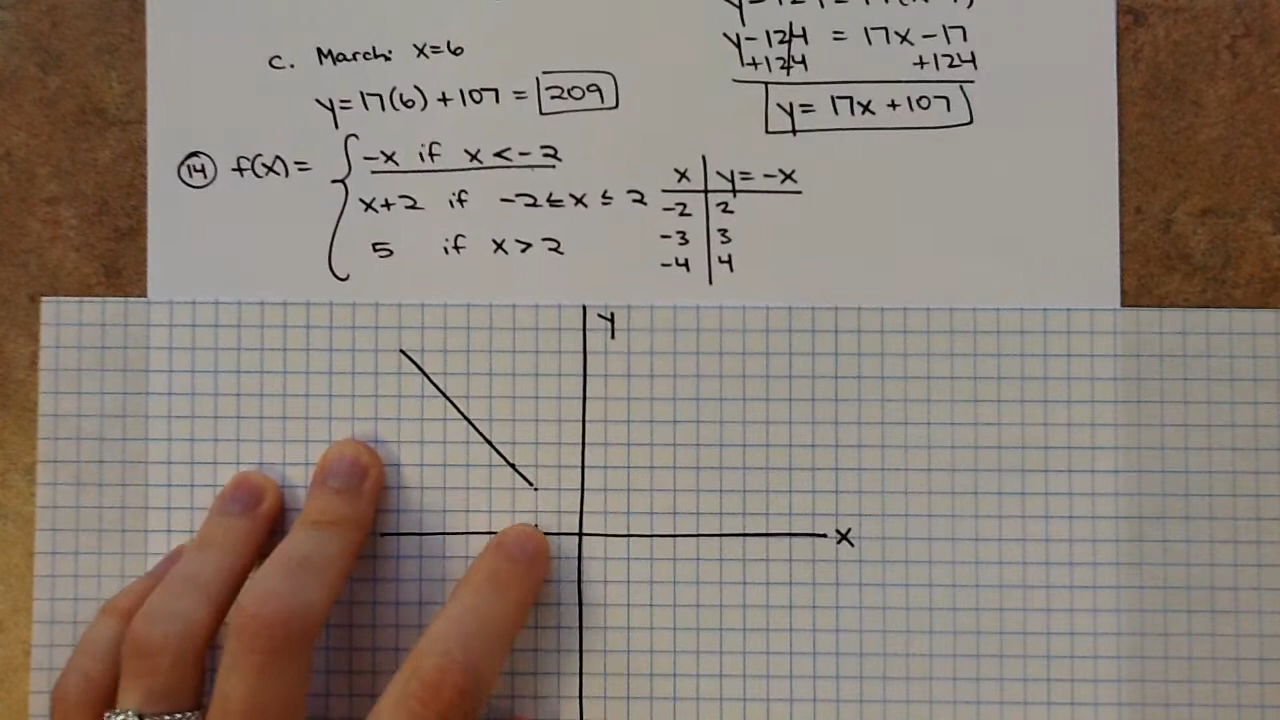 c. March: x=6
y=17(6)+107 = 209
y-124 = 17x-17
+124 +124
y= 17x+107
14 f(x)= { -x if x<-2
x+2 if -2≤x≤2
5 if x>2
x | y=-x
-2 | 2
-3 | 3
-4 | 4
y
x